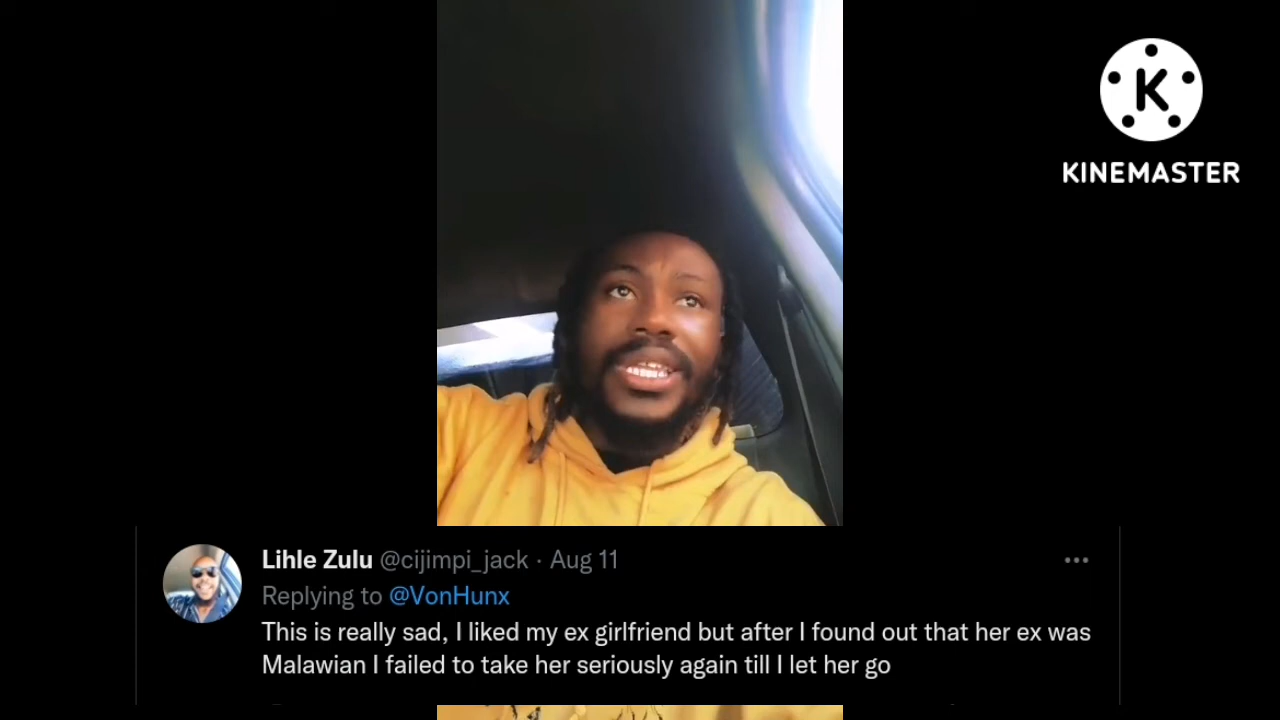 K
KINEMASTER
Lihle Zulu @cijimpi_jack · Aug 11
Replying to @VonHunx
This is really sad, I liked my ex girlfriend but after I found out that her ex was
Malawian I failed to take her seriously again till I let her go